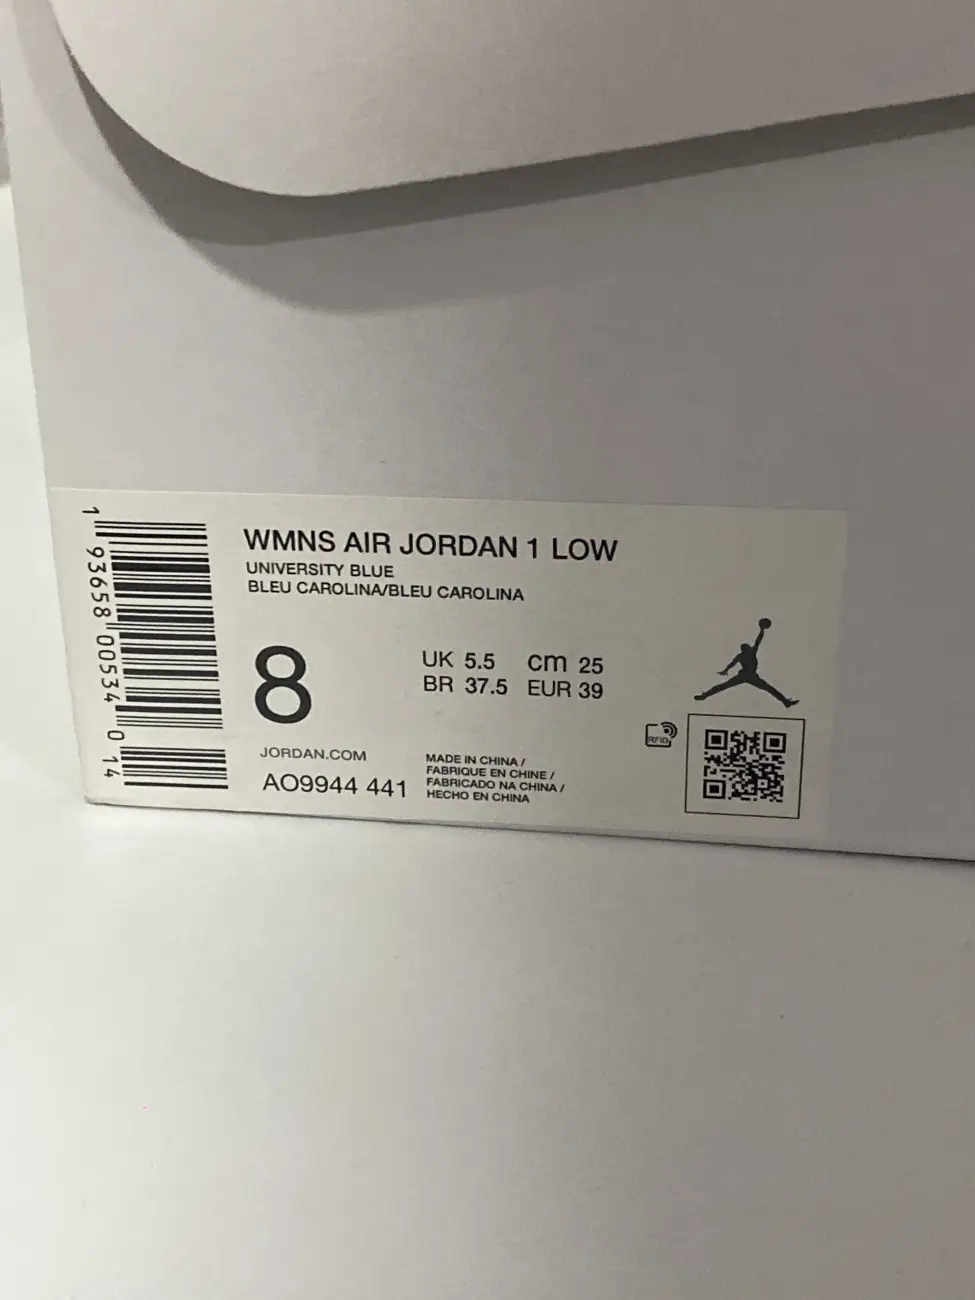 WMNS AIR JORDAN 1 LOW
UNIVERSITY BLUE
BLEU CAROLINA/BLEU CAROLINA
8
UK 5.5 cm 25
BR 37.5 EUR 39
RFID
JORDAN.COM
AO9944 441
MADE IN CHINA /
FABRIQUE EN CHINE /
FABRICADO NA CHINA /
HECHO EN CHINA
1 93658 00534 0 14